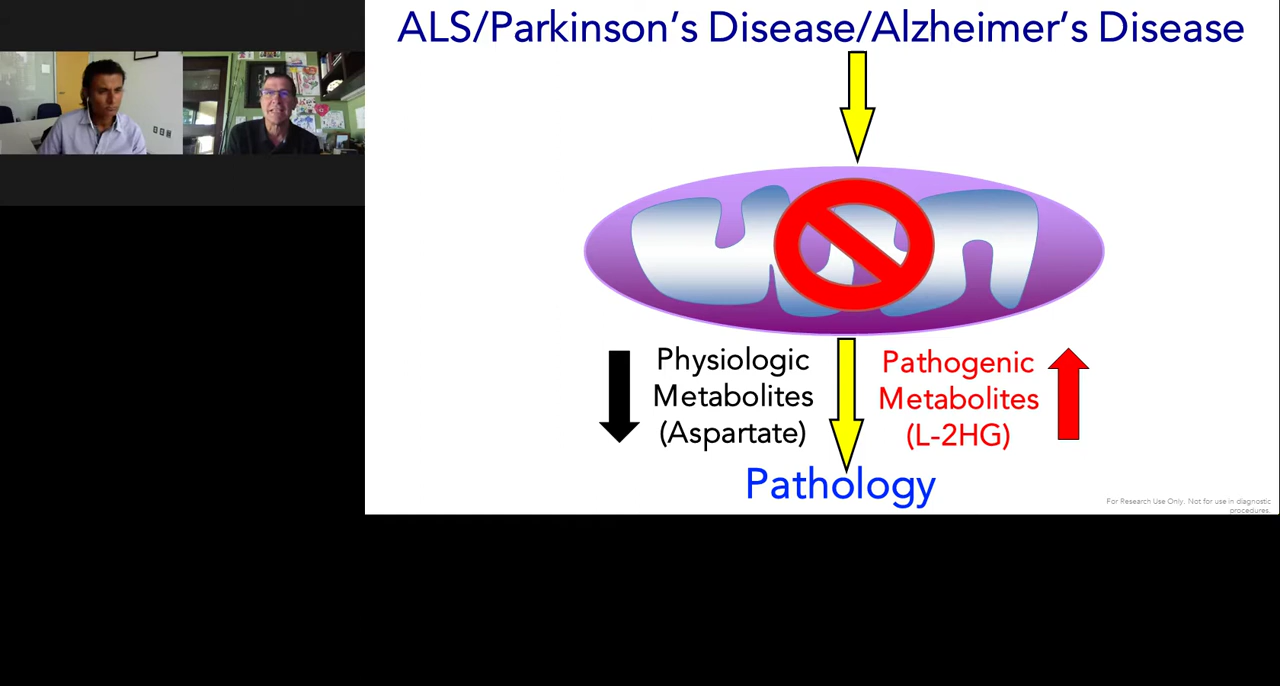 ALS/Parkinson's Disease/Alzheimer's Disease
Physiologic
Metabolites
(Aspartate)
Pathogenic
Metabolites
(L-2HG)
Pathology
For Research Use Only. Not for use in diagnostic
procedures.